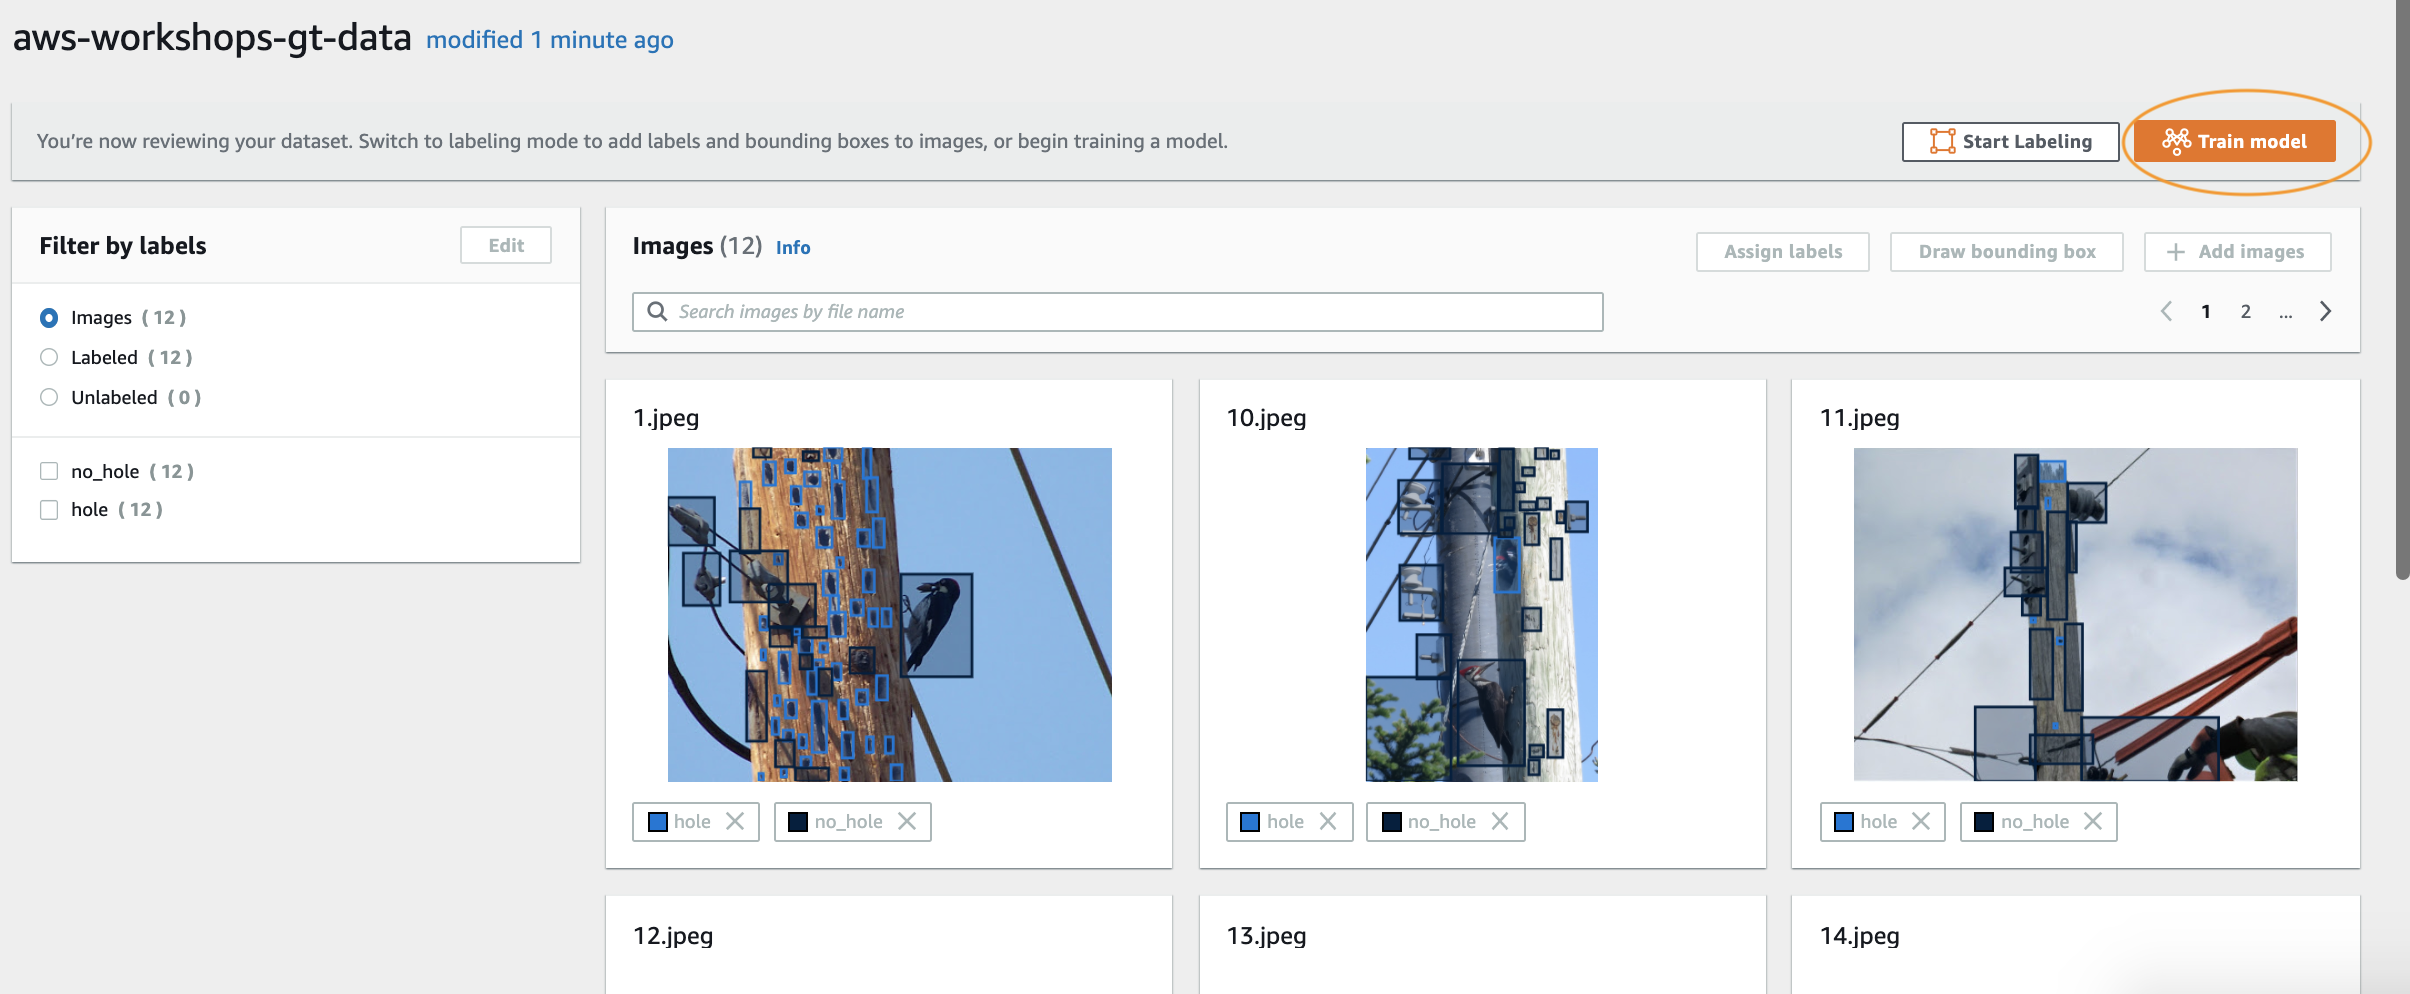 aws-workshops-gt-data modified 1 minute ago
You're now reviewing your dataset. Switch to labeling mode to add labels and bounding boxes to images, or begin training a model.
Start Labeling
Train model
Filter by labels
Edit
Images ( 12 )
Labeled ( 12 )
Unlabeled ( 0 )
no_hole ( 12 )
hole ( 12 )
Images (12) Info
Assign labels
Draw bounding box
+ Add images
Search images by file name
< 1 2 ... >
1.jpeg
hole
no_hole
10.jpeg
hole
no_hole
11.jpeg
hole
no_hole
12.jpeg
13.jpeg
14.jpeg